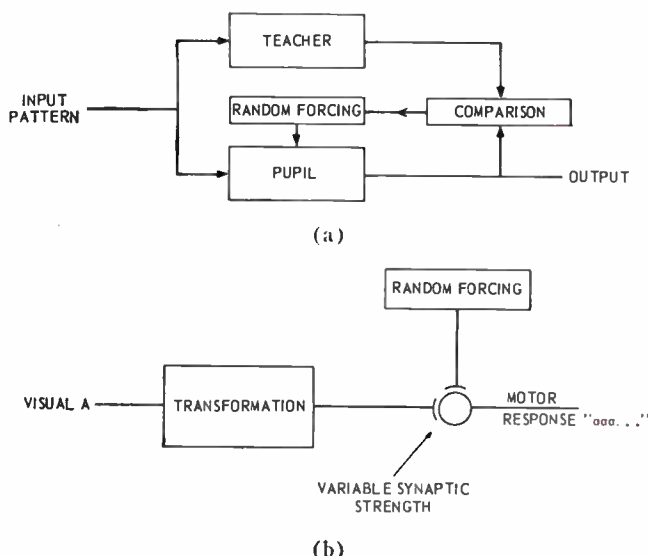 TEACHER
INPUT
PATTERN
RANDOM FORCING
COMPARISON
PUPIL
OUTPUT
(a)
RANDOM FORCING
VISUAL A
TRANSFORMATION
MOTOR
RESPONSE "aaa..."
VARIABLE SYNAPTIC
STRENGTH
(b)